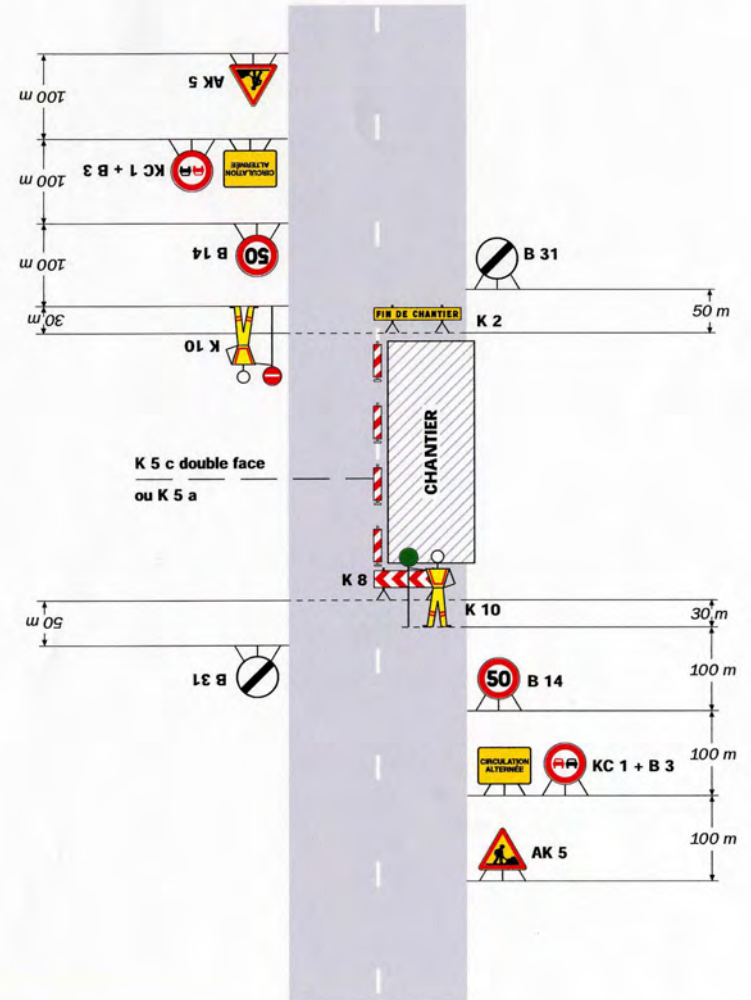 AK 5
100 m
KC 1 + B 3
CIRCULATION
ALTERNÉE
100 m
B 14
50
100 m
B 31
50 m
30 m
FIN DE CHANTIER
K 2
K 10
CHANTIER
K 5 c double face
ou K 5 a
K 8
K 10
30 m
50 m
B 31
50
B 14
100 m
CIRCULATION
ALTERNÉE
KC 1 + B 3
100 m
AK 5
100 m